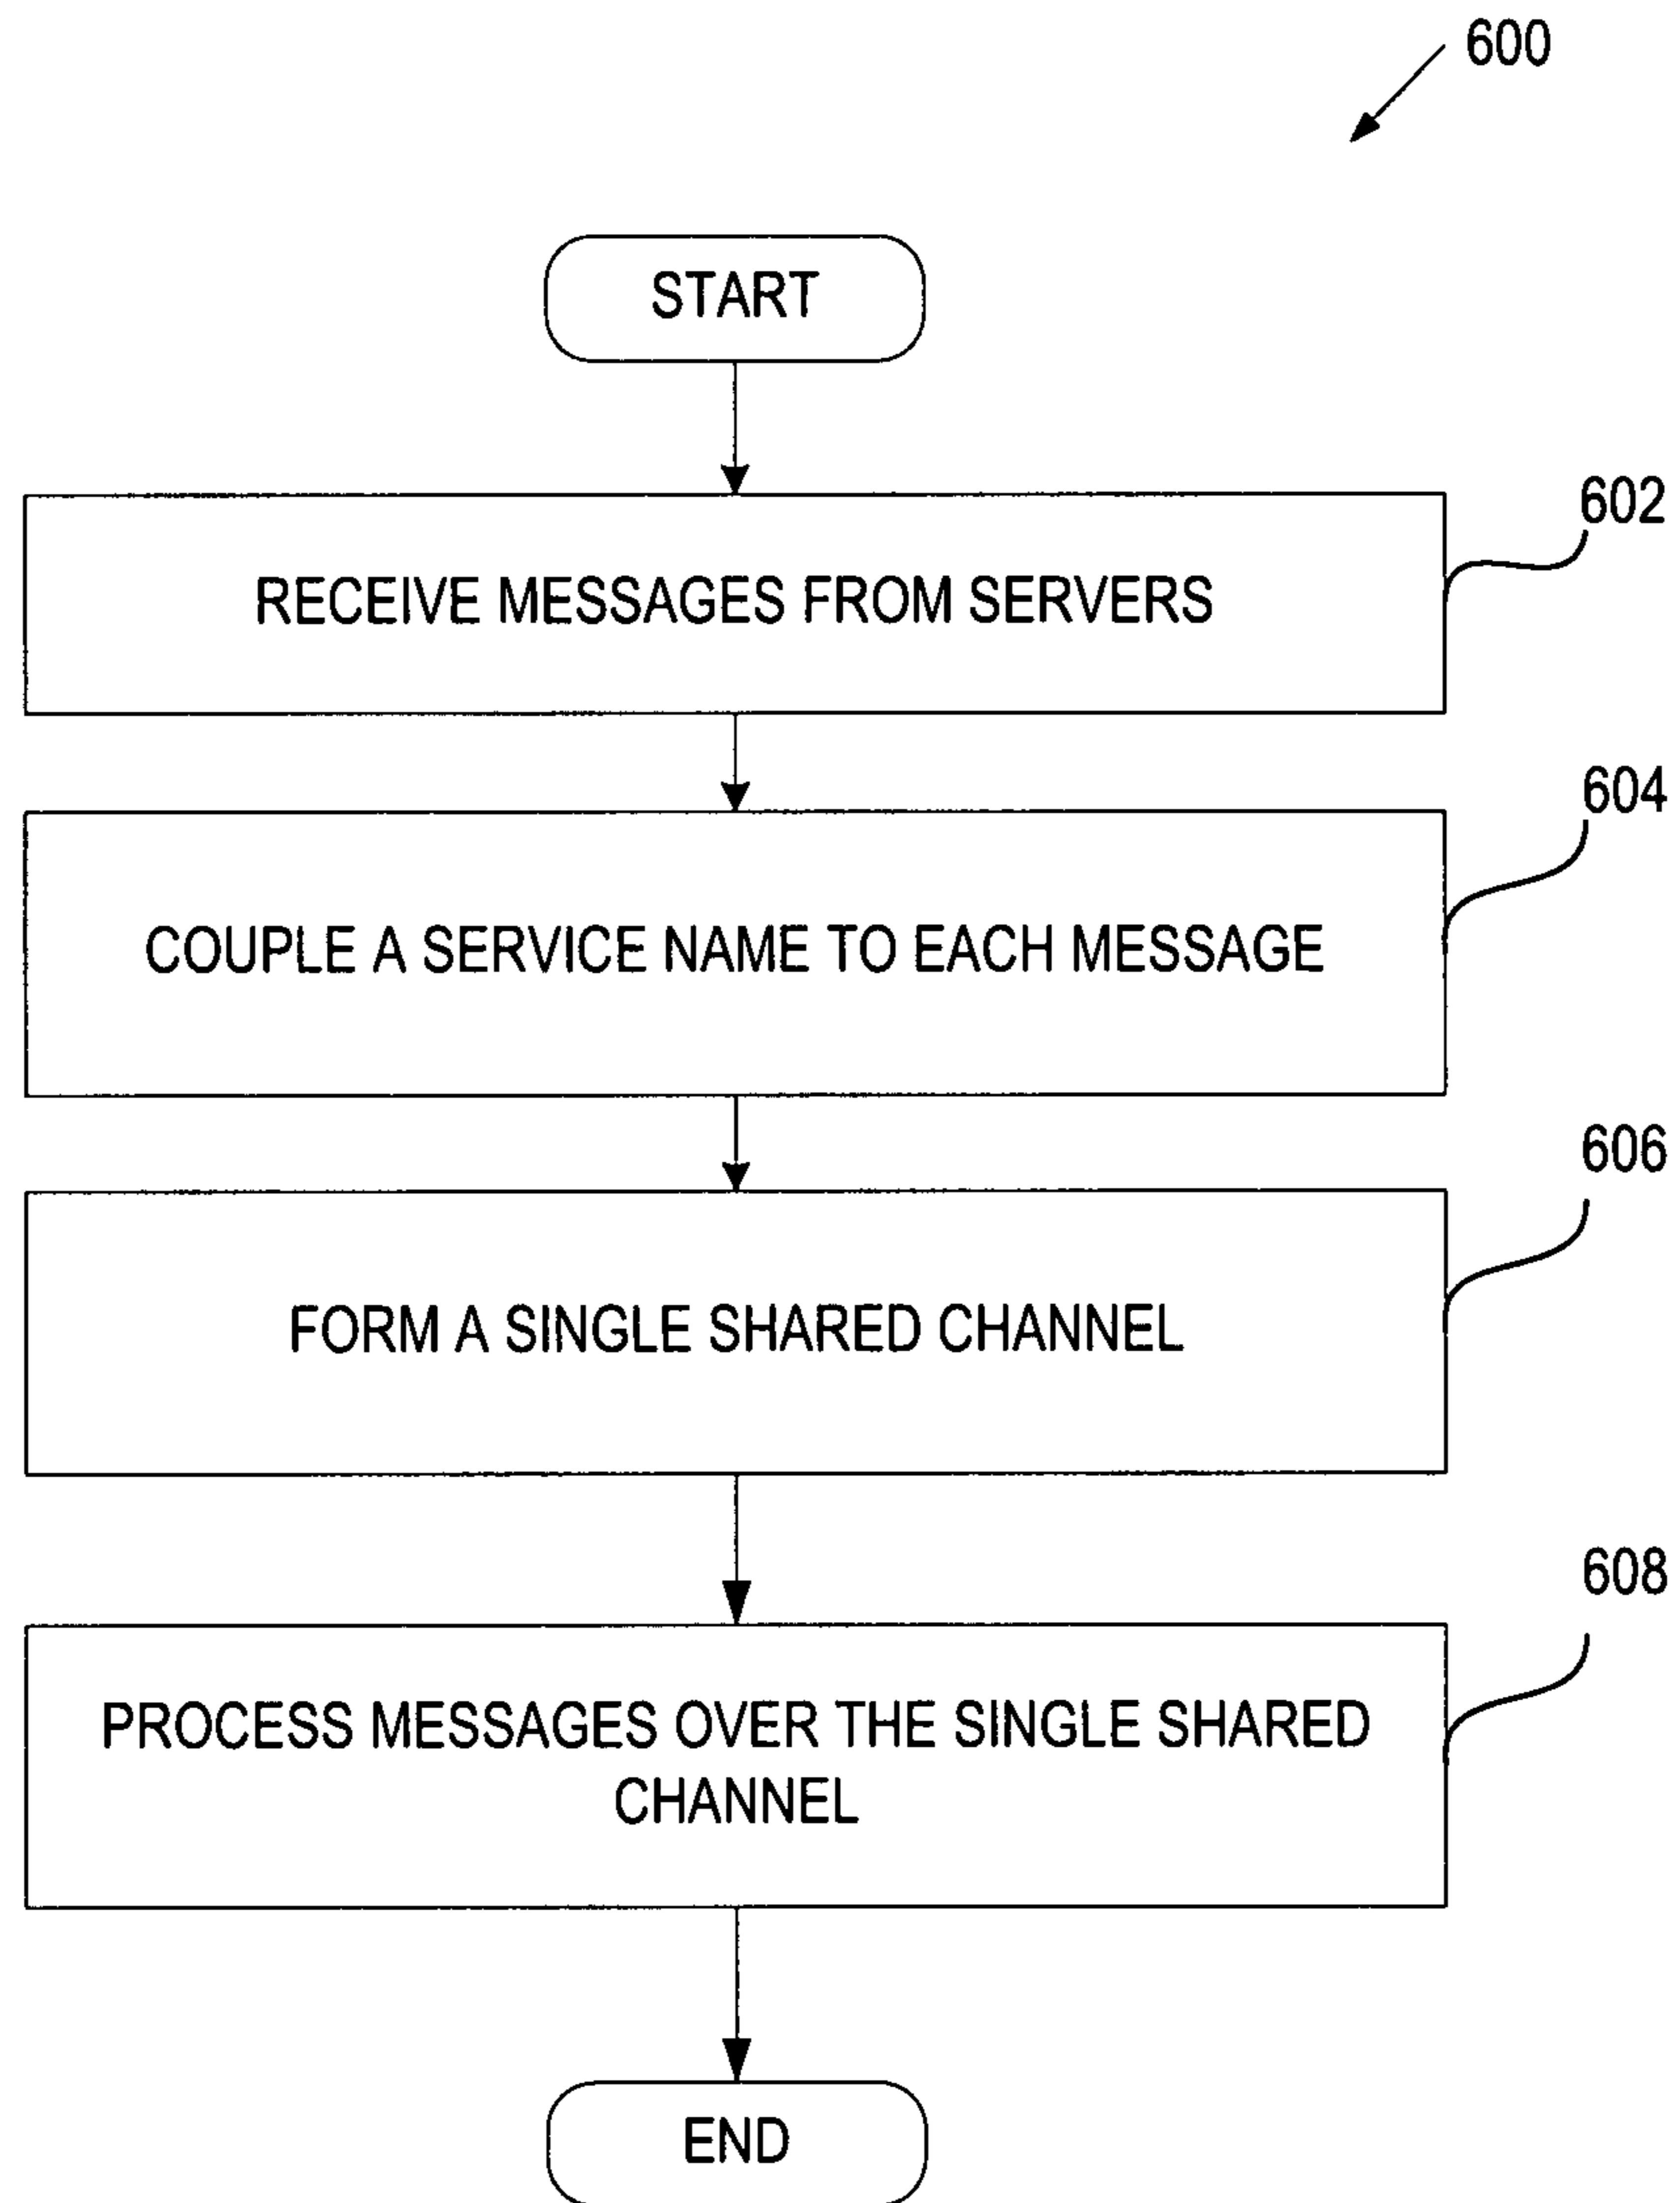 600
START
602
RECEIVE MESSAGES FROM SERVERS
604
COUPLE A SERVICE NAME TO EACH MESSAGE
606
FORM A SINGLE SHARED CHANNEL
608
PROCESS MESSAGES OVER THE SINGLE SHARED
CHANNEL
END